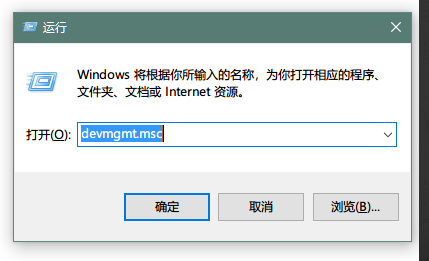 运行
Windows 将根据你所输入的名称，为你打开相应的程序、
文件夹、文档或 Internet 资源。
打开(O): devmgmt.msc
确定 取消 浏览(B)...